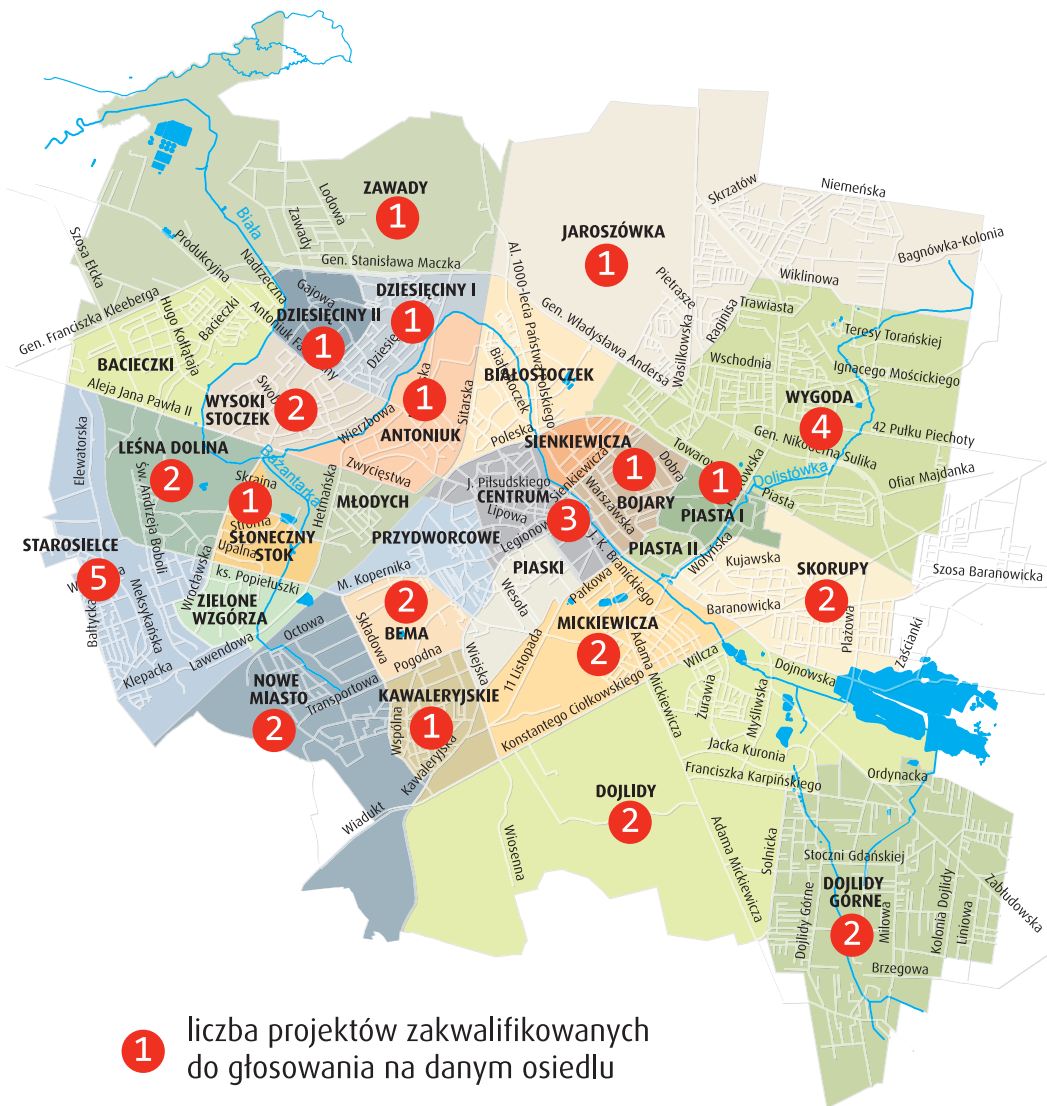 ZAWADY
1
Lodowa
Zawady
Gen. Stanisława Maczka
Szosa Ełcka
Produkcyjna
Biała
Nadrzeczna
Gen. Franciszka Kleeberga
Hugo Kołłątaja
Bacieczki
BACIECZKI
Aleja Jana Pawła II
Gajowa
DZIESIĘCINY I
1
DZIESIĘCINY II
1
WYSOKI
STOCZEK
2
Wierzbowa
1
ANTONIUK
Sitarska
Zwycięstwa
Al. 1000-lecia Państwa Polskiego
BIAŁOSTOCZEK
Białostoczek
Poleska
JAROSZÓWKA
1
Gen. Władysława Andersa
Pietrasze
Wasilkowska
Raginisa
Skrzatów
Niemeńska
Bagnówka-Kolonia
Wiklinowa
Trawiasta
Teresy Torańskiej
Wschodnia
Ignacego Mościckiego
WYGODA
4
42 Pułku Piechoty
Gen. Nikodema Sulika
Ofiar Majdanka
Dolistówka
Piasta
SIENKIEWICZA
Sienkiewicza
1
BOJARY
Warszawska
Dobra
1
PIASTA I
PIASTA II
Wołyńska
Elewatorska
LEŚNA DOLINA
2
Św. Andrzeja Boboli
Bażantarka
Skrajna
1
Stroma
SŁONECZNY
STOK
Upalna
Hetmańska
MŁODYCH
J. Piłsudskiego
CENTRUM
Lipowa
3
J. K. Branickiego
PRZYDWORCOWE
PIASKI
Wesoła
Parkowa
STAROSIELCE
5
Bałtycka
Meksykańska
Klepacka
Wrocławska
ks. Popiełuszki
ZIELONE
WZGÓRZA
Lawendowa
M. Kopernika
Octowa
2
BEMA
Składowa
Pogodna
Wiejska
11 Listopada
MICKIEWICZA
2
Adama Mickiewicza
Konstantego Ciołkowskiego
Kujawska
SKORUPY
2
Baranowicka
Plażowa
Szosa Baranowicka
Zaścianki
Dojnowska
Wilcza
Żurawia
Myśliwska
Jacka Kuronia
Franciszka Karpińskiego
Ordynacka
NOWE
MIASTO
2
Transportowa
KAWALERYJSKIE
1
Wspólna
Kawaleryjska
Wiadukt
Wiosenna
DOJLIDY
2
Adama Mickiewicza
Solnicka
Stoczni Gdańskiej
DOJLIDY
GÓRNE
2
Dojlidy Górne
Miłowa
Kolonia Dojlidy
Liniowa
Zabłudowska
Brzegowa
1
liczba projektów zakwalifikowanych
do głosowania na danym osiedlu